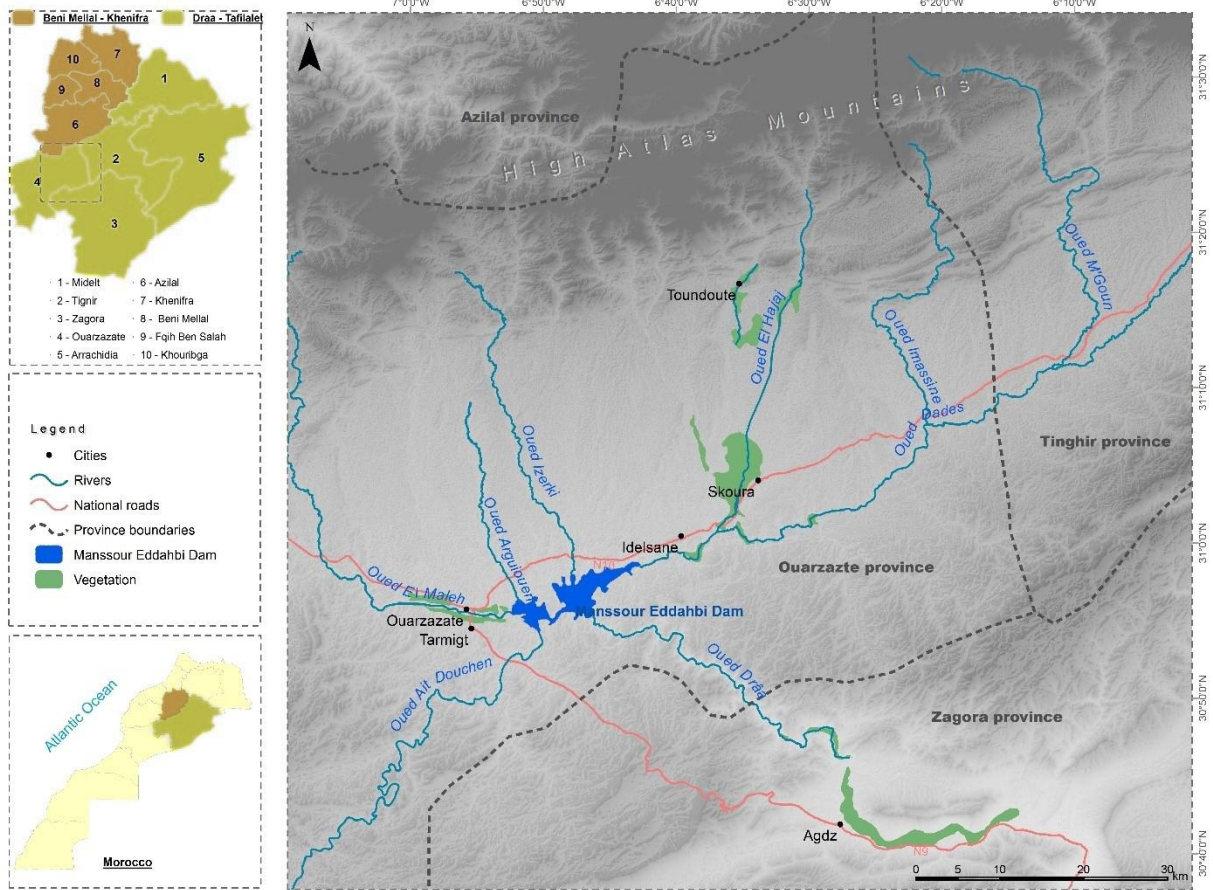 Beni Mellal - Khenifra
Draa - Tafilalet
10
7
1
9
8
6
2
5
4
3
1 - Midelt
6 - Azilal
2 - Tignir
7 - Khenifra
3 - Zagora
8 - Beni Mellal
4 - Ouarzazate
9 - Fqih Ben Salah
5 - Arrachidia
10 - Khouribga
Legend
Cities
Rivers
National roads
Province boundaries
Manssour Eddahbi Dam
Vegetation
Atlantic Ocean
Morocco
7°0'0"W
6°50'0"W
6°40'0"W
6°30'0"W
6°20'0"W
6°10'0"W
N
Azilal province
High Atlas Mountains
31°30'0"N
31°20'0"N
31°10'0"N
31°0'0"N
30°50'0"N
30°40'0"N
Toundoute
Oued El Hajaj
Oued M'Goun
Oued Imassine
Oued Dades
Tinghir province
Oued Izerki
Oued Arguiouen
Skoura
Idelsane
Ouarzazte province
Oued El Maleh
Manssour Eddahbi Dam
Ouarzazate
Tarmigt
Oued Ait Douchen
Oued Drâa
Zagora province
Agdz
N9
0 5 10 20 30
km